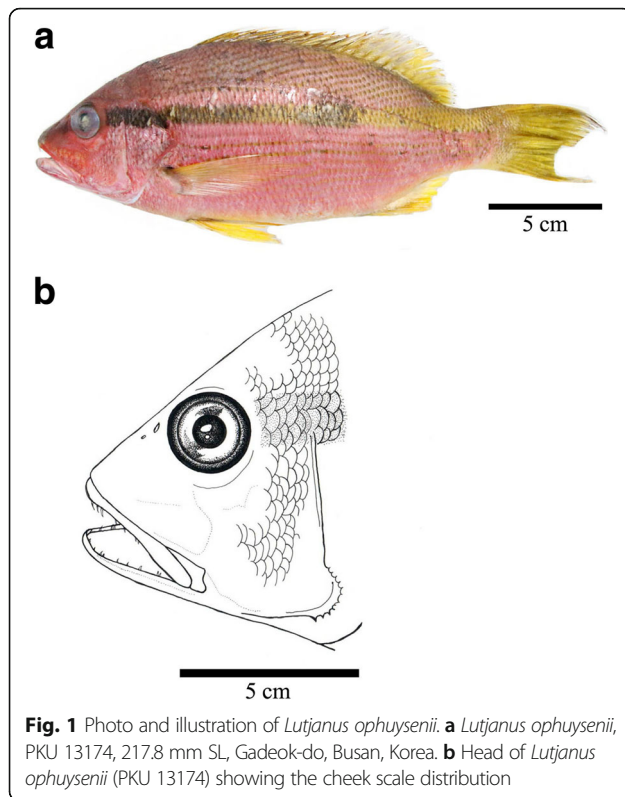 a
5 cm
b
5 cm
Fig. 1 Photo and illustration of Lutjanus ophuysenii. a Lutjanus ophuysenii,
PKU 13174, 217.8 mm SL, Gadeok-do, Busan, Korea. b Head of Lutjanus
ophuysenii (PKU 13174) showing the cheek scale distribution